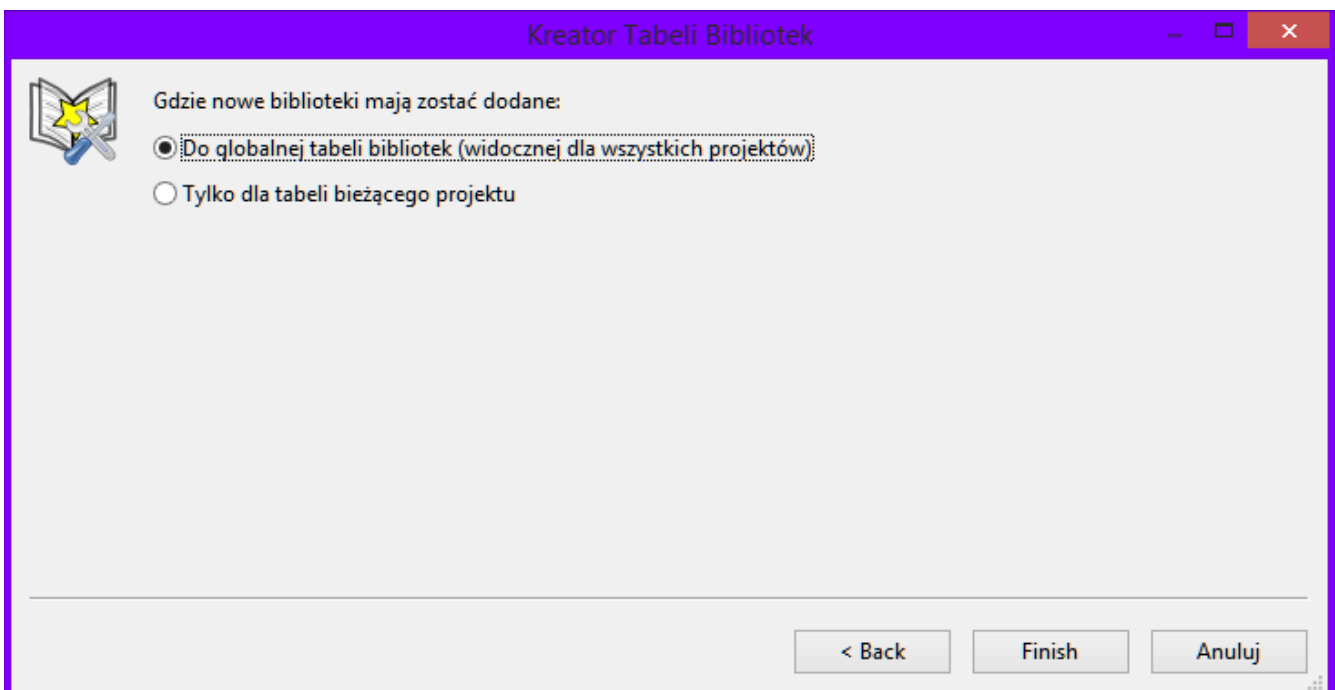 Kreator Tabeli Bibliotek
Gdzie nowe biblioteki mają zostać dodane:
Do globalnej tabeli bibliotek (widocznej dla wszystkich projektów)
Tylko dla tabeli bieżącego projektu
< Back Finish Anuluj